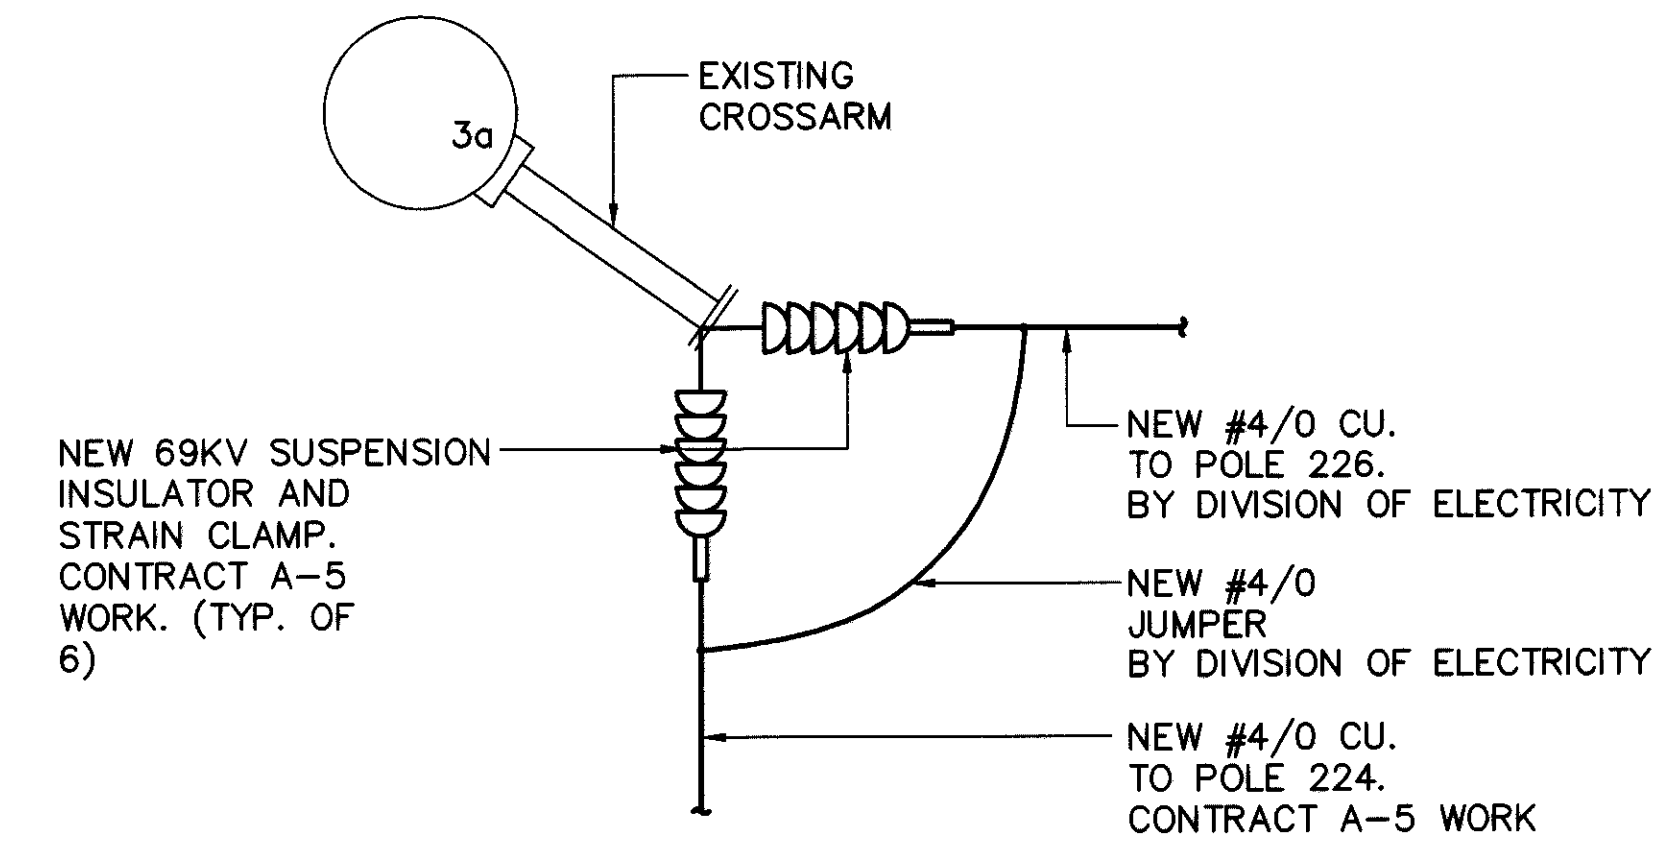 3a
EXISTING
CROSSARM
NEW 69KV SUSPENSION
INSULATOR AND
STRAIN CLAMP.
CONTRACT A-5
WORK. (TYP. OF
6)
NEW #4/0 CU.
TO POLE 226.
BY DIVISION OF ELECTRICITY
NEW #4/0
JUMPER
BY DIVISION OF ELECTRICITY
NEW #4/0 CU.
TO POLE 224.
CONTRACT A-5 WORK